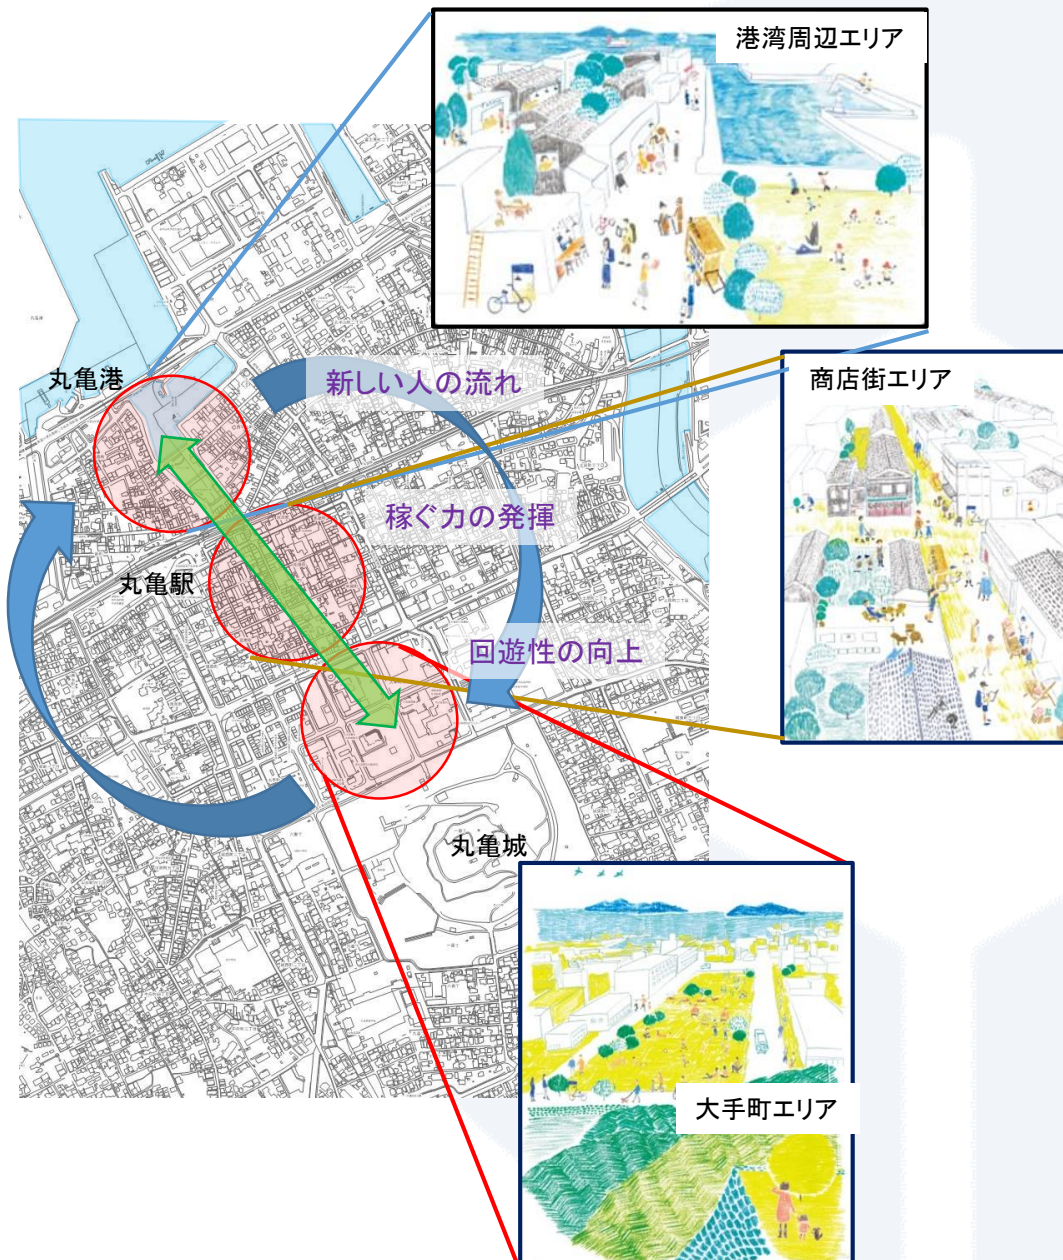 港湾周辺エリア
丸亀港
新しい人の流れ
商店街エリア
稼ぐ力の発揮
丸亀駅
回遊性の向上
丸亀城
大手町エリア